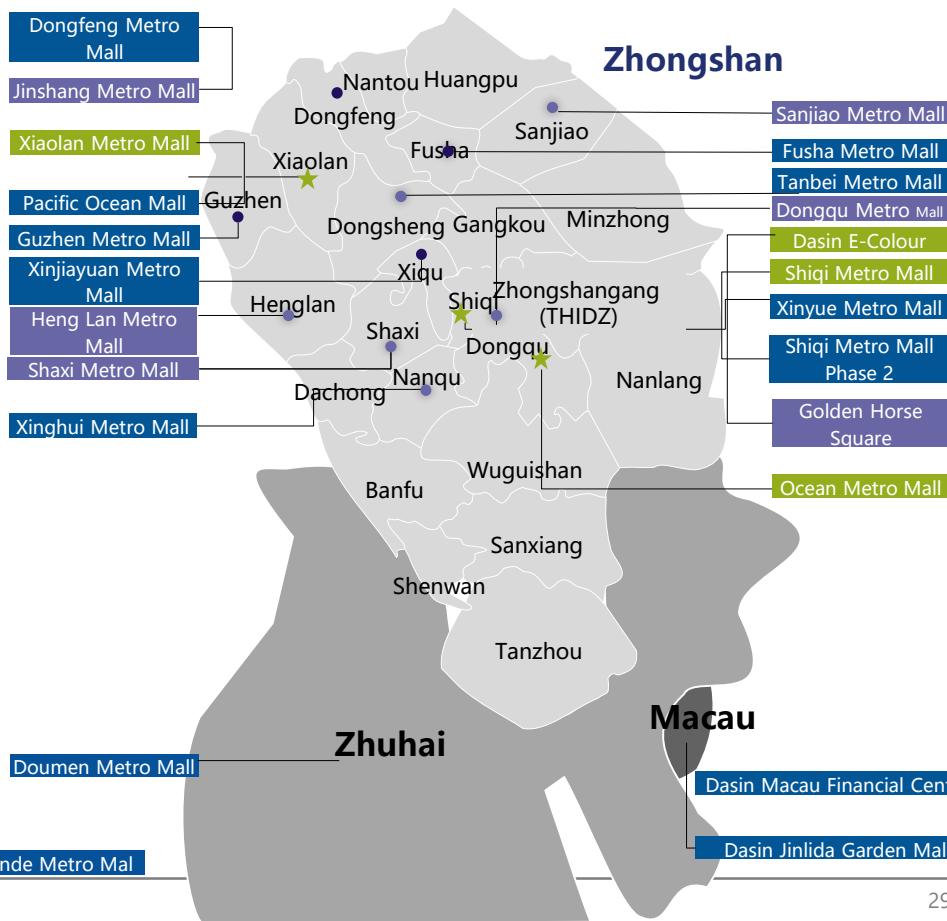 Dongfeng Metro
Mall
Jinshang Metro Mall
Xiaolan Metro Mall
Pacific Ocean Mall
Guzhen Metro Mall
Xinjiayuan Metro
Mall
Heng Lan Metro
Mall
Shaxi Metro Mall
Xinghui Metro Mall
Doumen Metro Mall
nde Metro Mal
Zhongshan
Nantou
Huangpu
Dongfeng
Sanjiao
Fusha
Xiaolan
Guzhen
Dongsheng
Gangkou
Minzhong
Xiqu
Henglan
Shiqi
Zhongshangang
(THIDZ)
Shaxi
Dongqu
Nanqu
Dachong
Nanlang
Wuguishan
Banfu
Sanxiang
Shenwan
Tanzhou
Zhuhai
Macau
Sanjiao Metro Mall
Fusha Metro Mall
Tanbei Metro Mall
Dongqu Metro Mall
Dasin E-Colour
Shiqi Metro Mall
Xinyue Metro Mall
Shiqi Metro Mall
Phase 2
Golden Horse
Square
Ocean Metro Mall
Dasin Macau Financial Cen
Dasin Jinlida Garden Mal
29